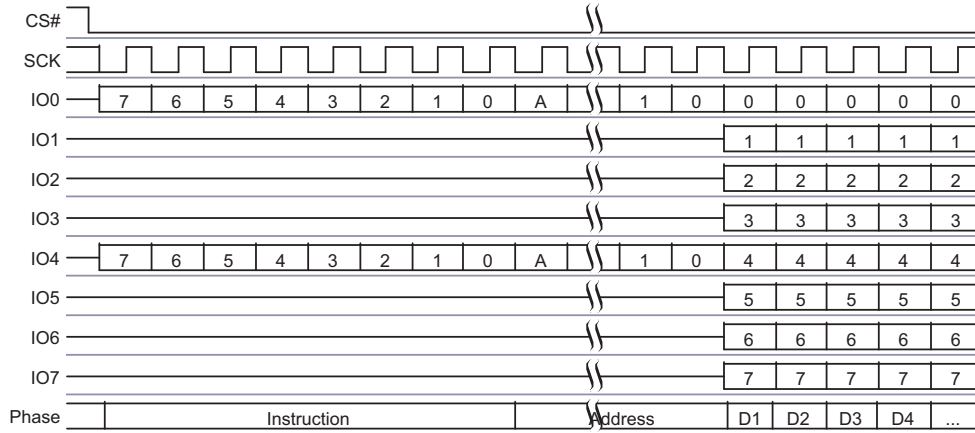 CS#
SCK
IO0 7 6 5 4 3 2 1 0 A 1 0 0 0 0 0 0
IO1 1 1 1 1 1
IO2 2 2 2 2 2
IO3 3 3 3 3 3
IO4 7 6 5 4 3 2 1 0 A 1 0 4 4 4 4 4
IO5 5 5 5 5 5
IO6 6 6 6 6 6
IO7 7 7 7 7 7
Phase Instruction Address D1 D2 D3 D4 ...